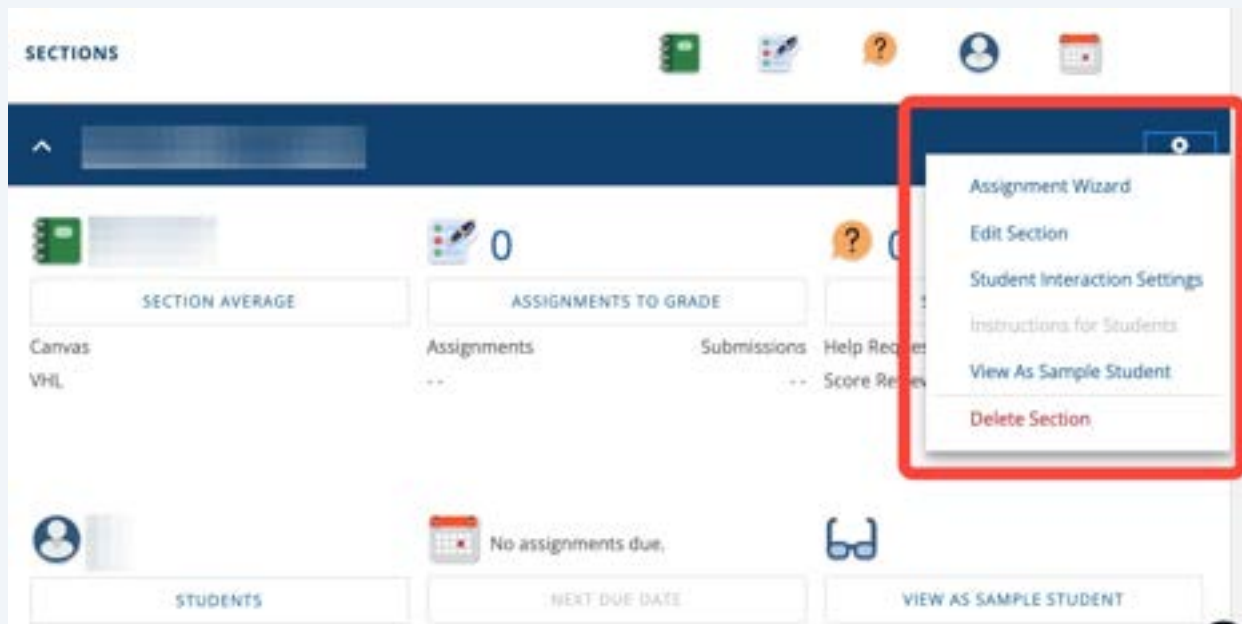 SECTIONS
Assignment Wizard
Edit Section
Student Interaction Settings
Instructions for Students
View As Sample Student
Delete Section
0
SECTION AVERAGE
ASSIGNMENTS TO GRADE
Canvas
VHL
Assignments Submissions
-- --
Help
Score
No assignments due.
STUDENTS
NEXT DUE DATE
VIEW AS SAMPLE STUDENT